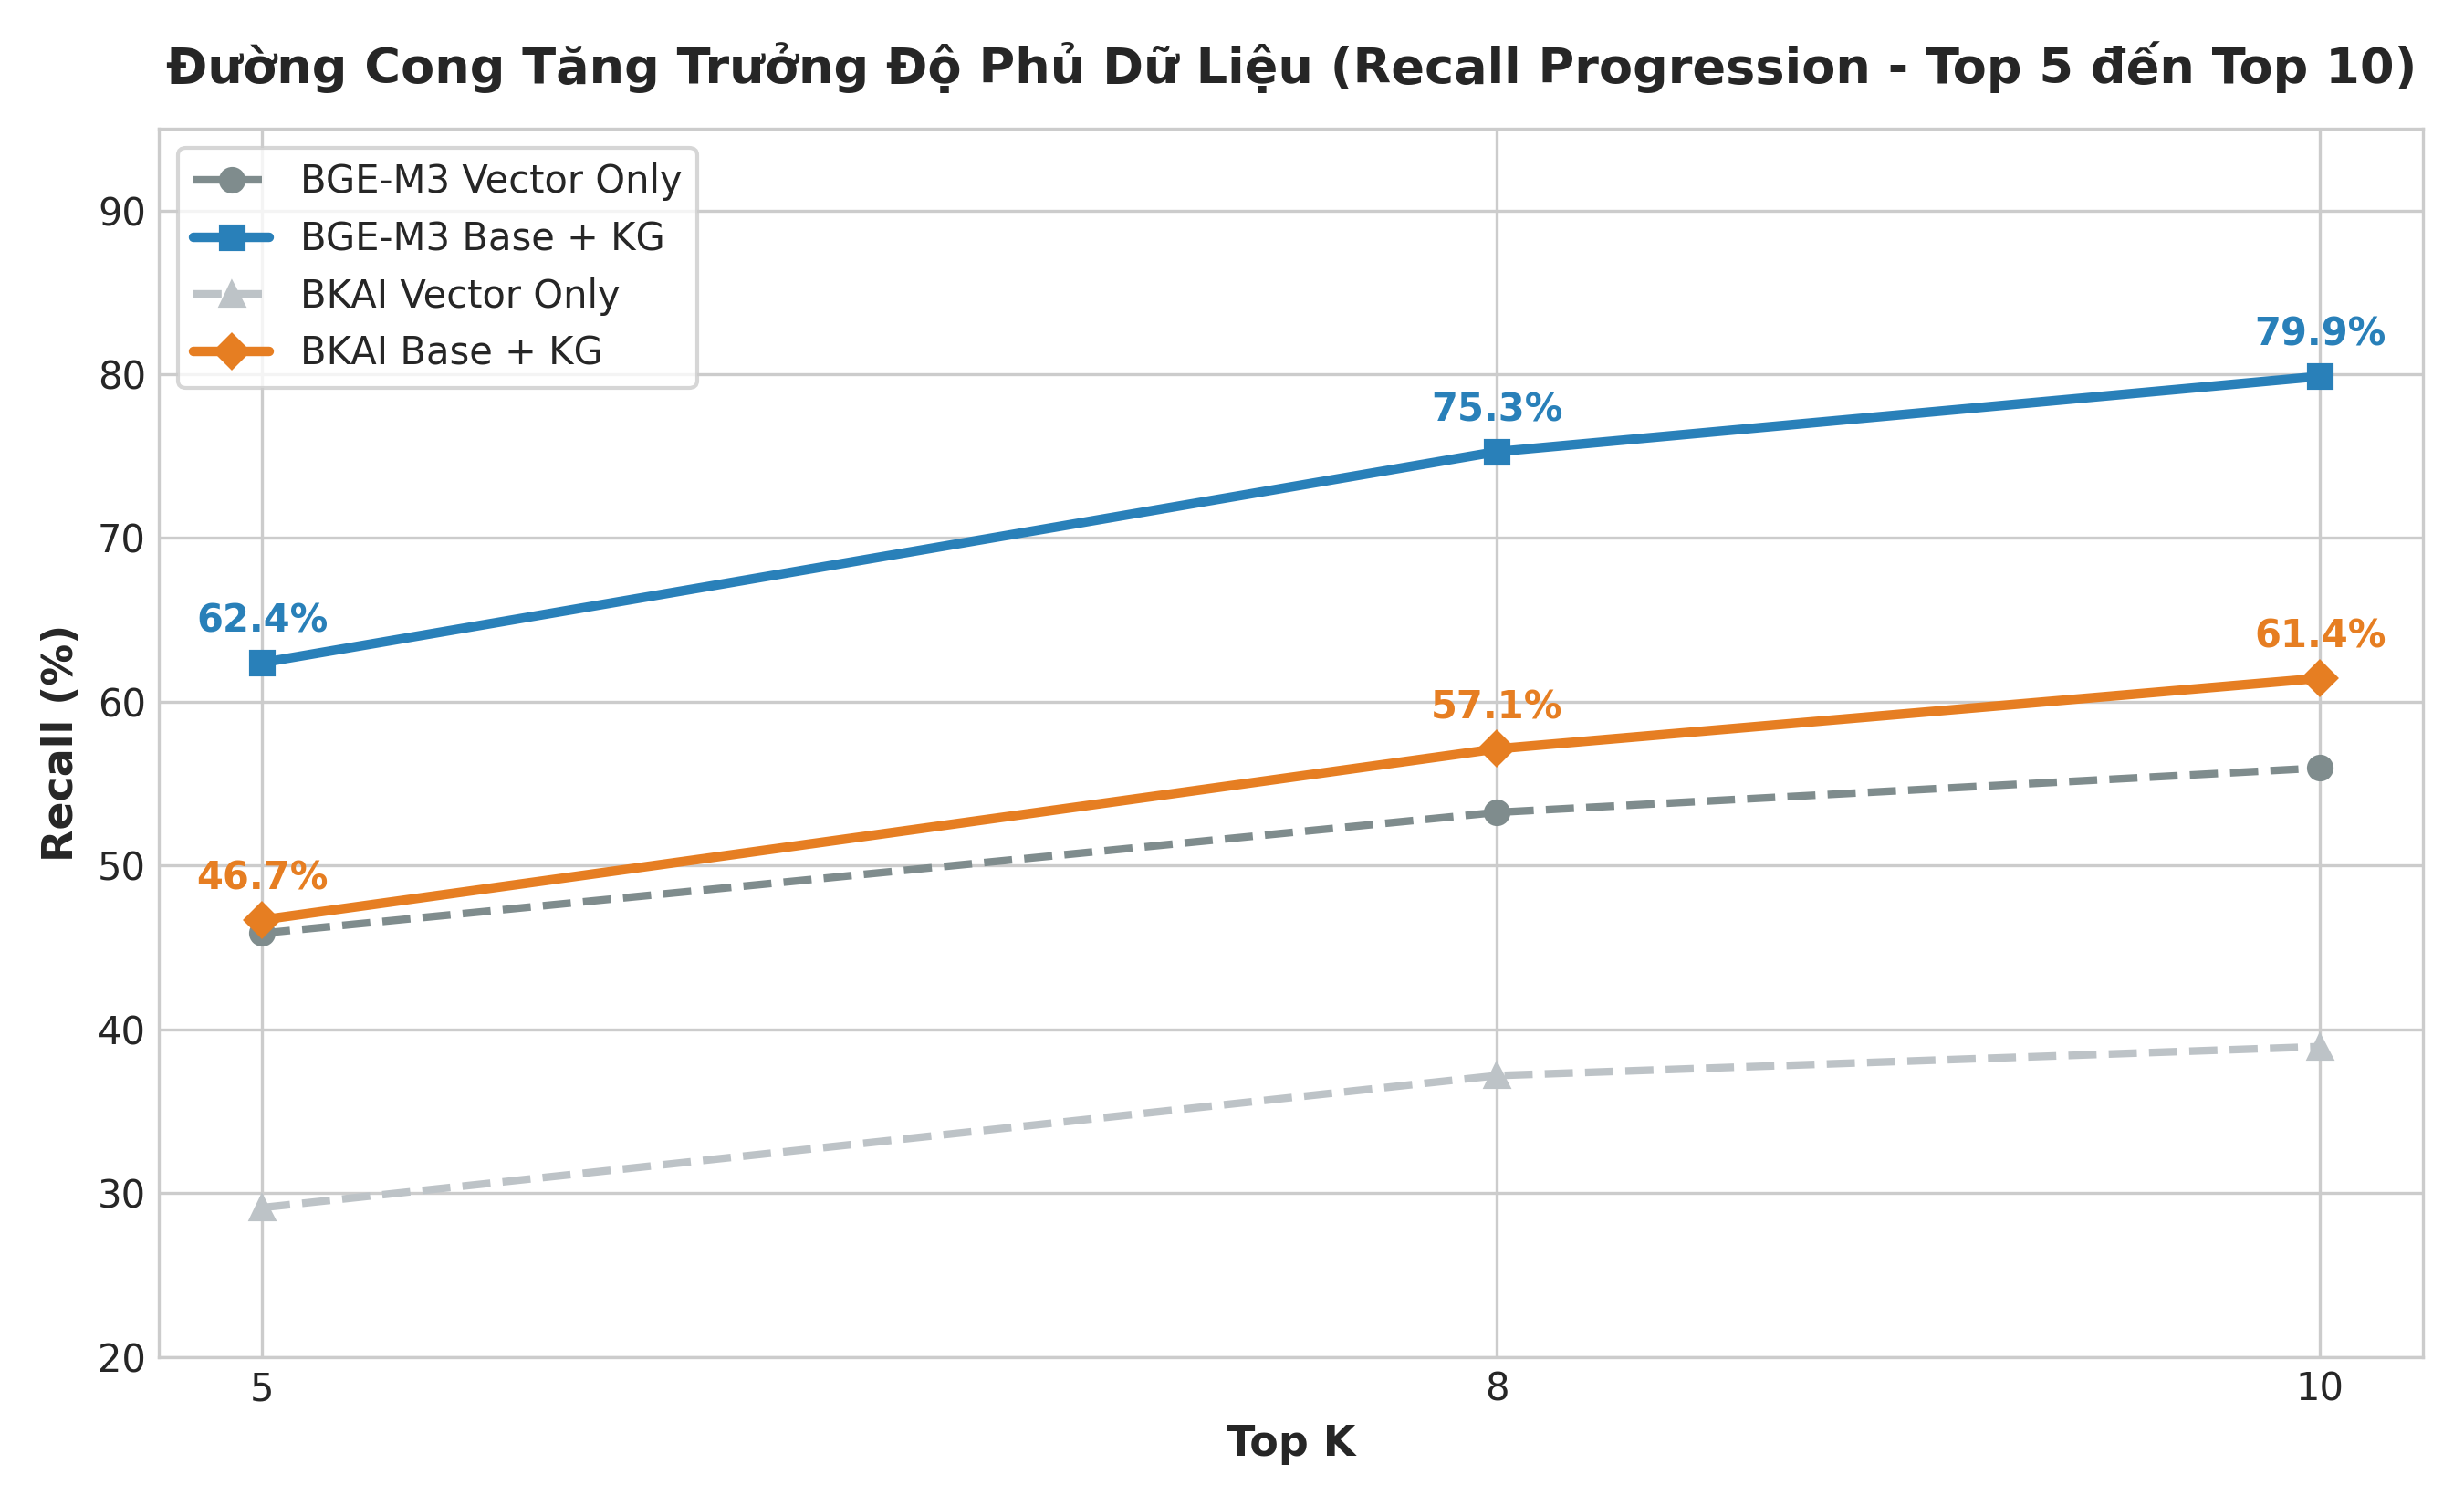 Đường Cong Tăng Trưởng Độ Phủ Dữ Liệu (Recall Progression - Top 5 đến Top 10)
BGE-M3 Vector Only
BGE-M3 Base + KG
BKAI Vector Only
BKAI Base + KG
90
80
70
60
50
40
30
20
Recall (%)
62.4%
75.3%
79.9%
46.7%
57.1%
61.4%
5
8
10
Top K